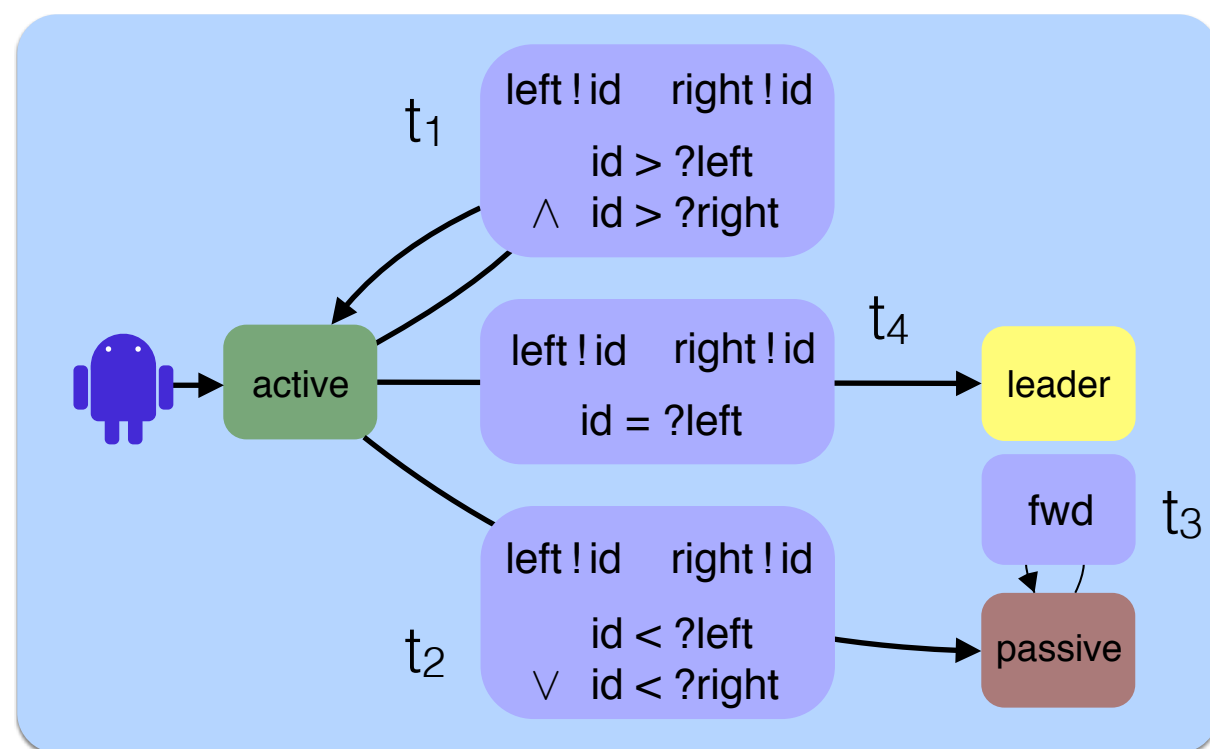 t₁
left ! id right ! id
id > ?left
∧ id > ?right
active
left ! id right ! id
id = ?left
t₄
leader
fwd
t₃
t₂
left ! id right ! id
id < ?left
∨ id < ?right
passive